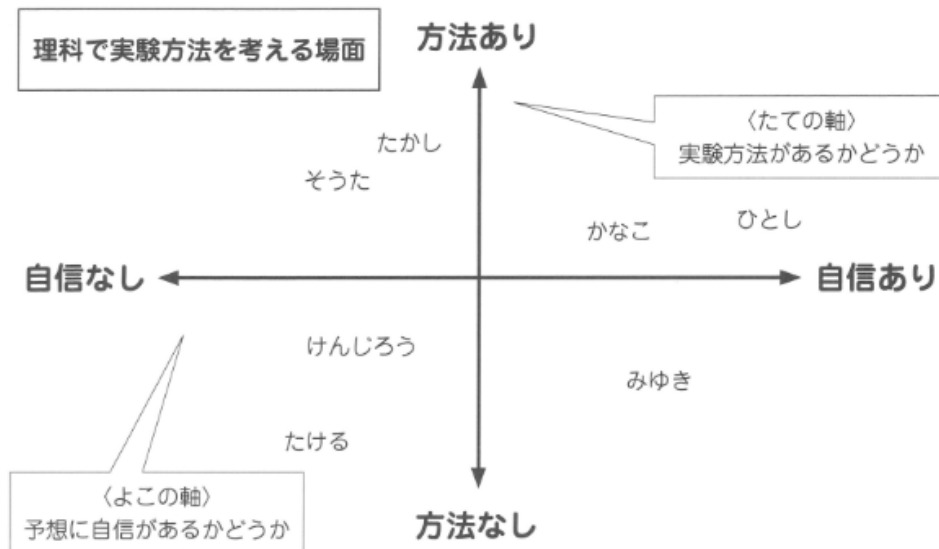 理科で実験方法を考える場面
方法あり
〈たての軸〉
実験方法があるかどうか
たかし
そうた
ひとし
かなこ
自信なし
自信あり
けんじろう
みゆき
たける
〈よこの軸〉
予想に自信があるかどうか
方法なし